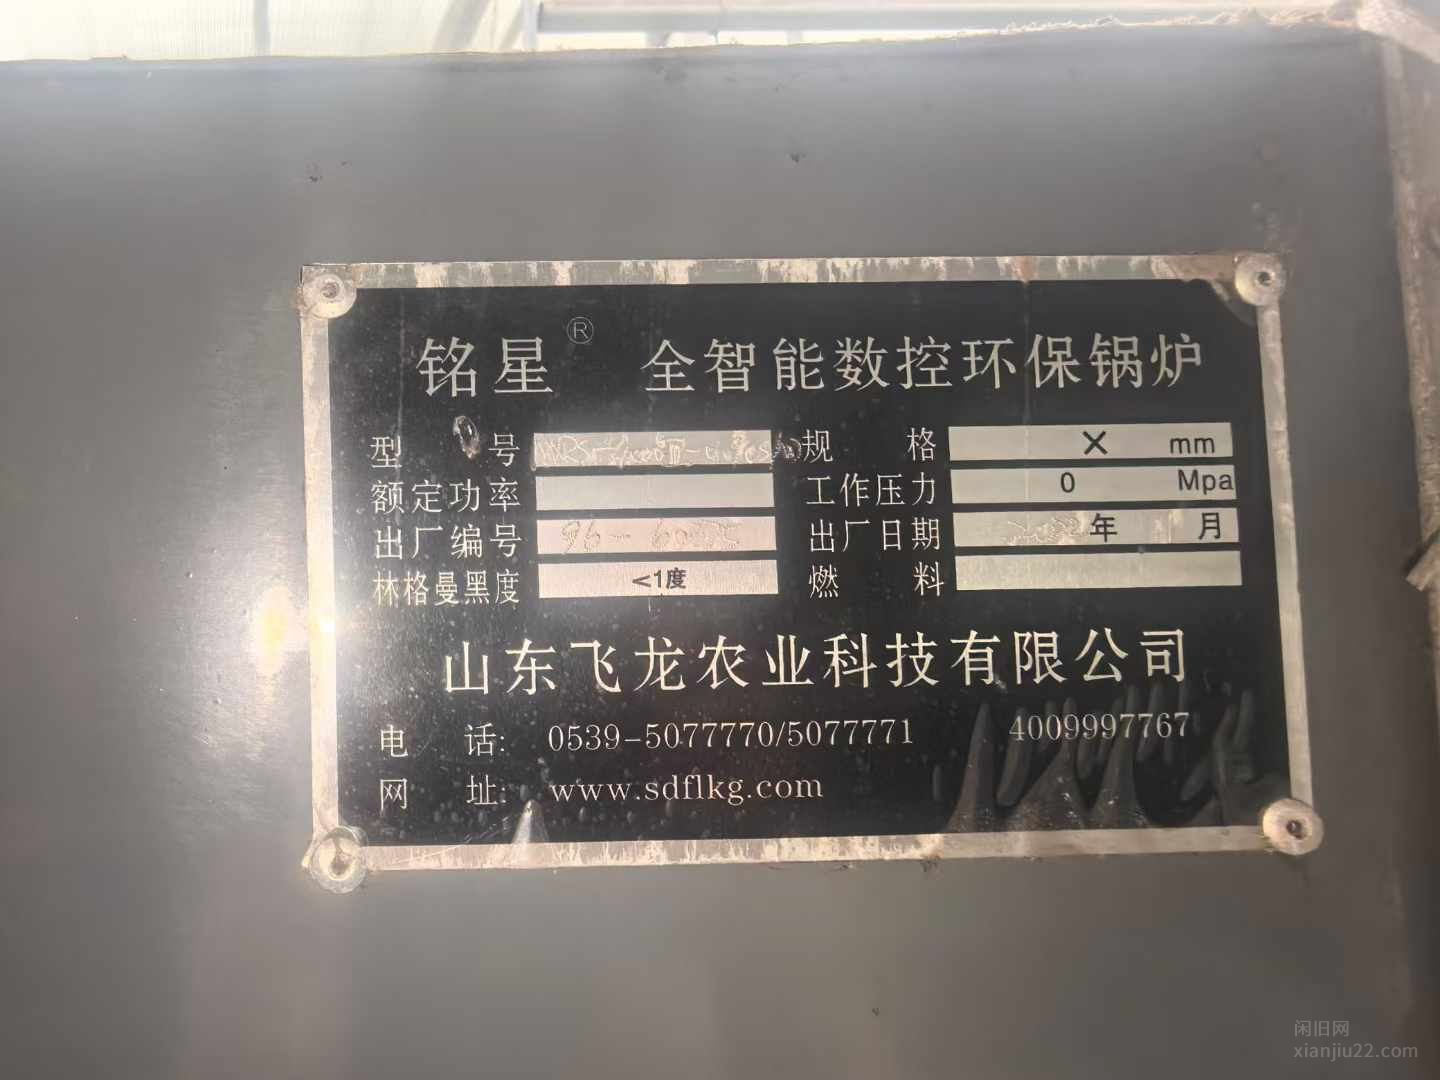 铭星® 全智能数控环保锅炉
型 号 规 格 × mm
额定功率 工作压力 0 Mpa
出厂编号 96- 出厂日期 年 月
林格曼黑度 <1度 燃 料
山东飞龙农业科技有限公司
电 话: 0539-5077770/5077771 4009997767
网 址: www.sdflkg.com
闲旧网
xianjiu22.com